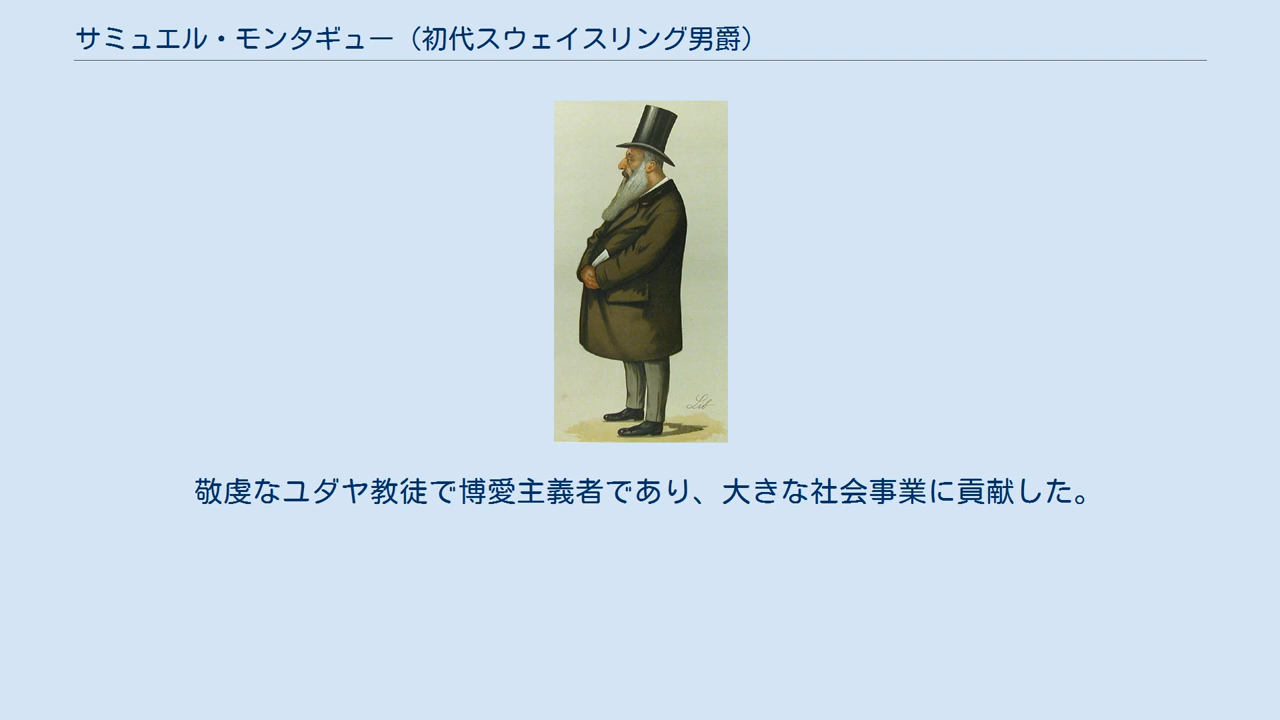 サミュエル・モンタギュー（初代スウェイスリング男爵）
Lib
敬虔なユダヤ教徒で博愛主義者であり、大きな社会事業に貢献した。